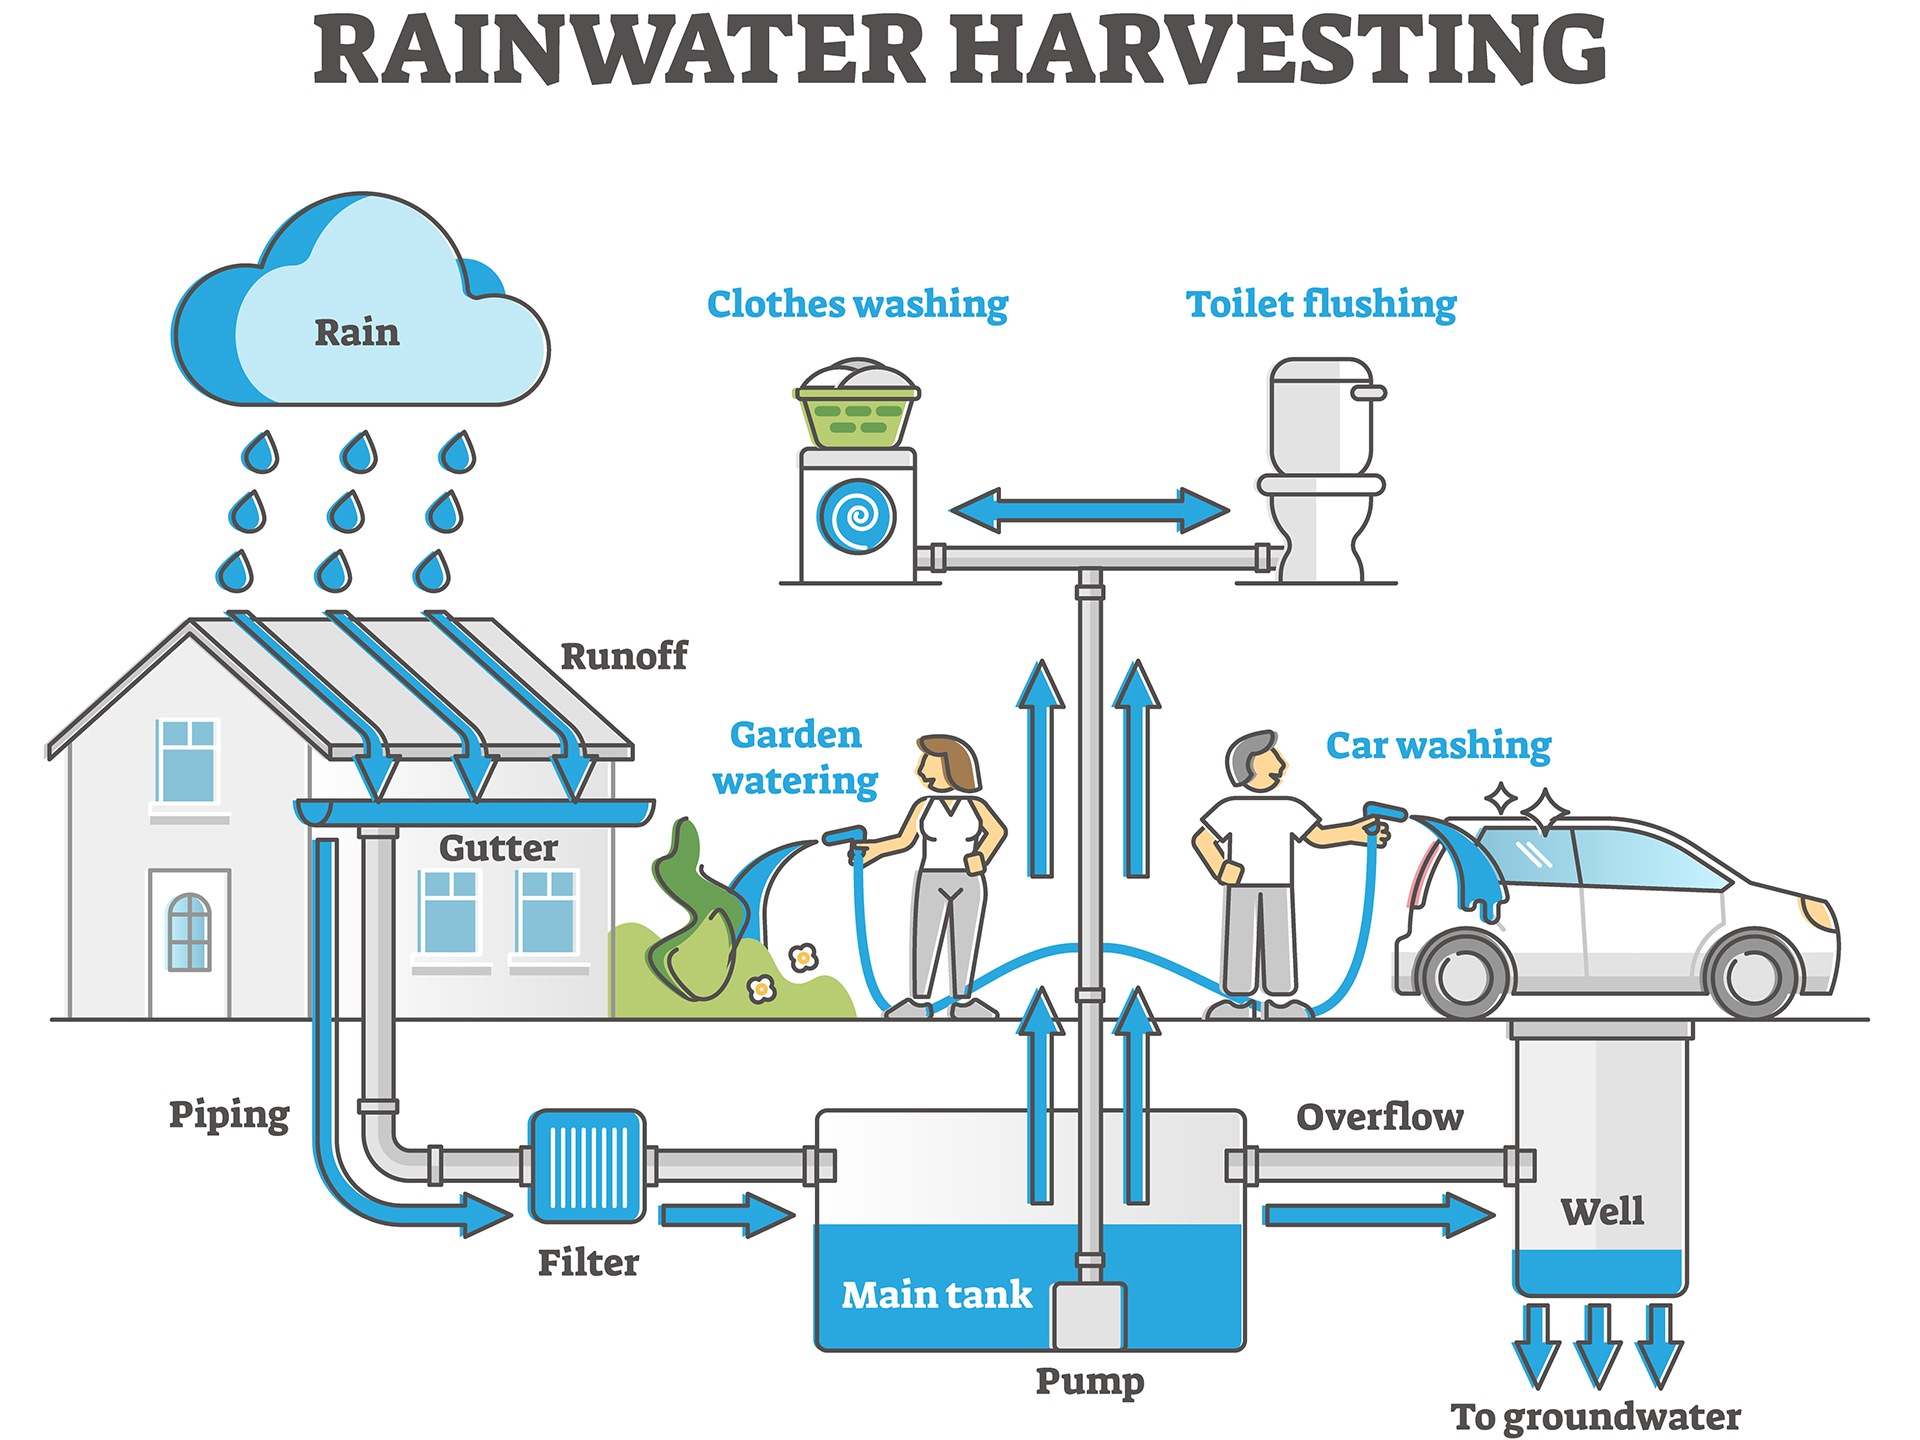 RAINWATER HARVESTING
Rain
Clothes washing
Toilet flushing
Runoff
Garden
watering
Car washing
Gutter
Piping
Overflow
Well
Filter
Main tank
Pump
To groundwater